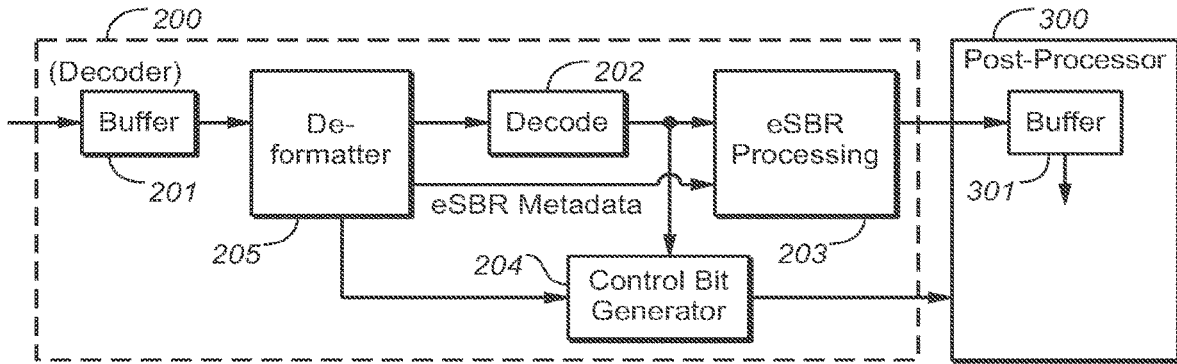 200
300
(Decoder)
Post-Processor
202
Buffer
De-
formatter
Decode
eSBR
Processing
Buffer
201
301
eSBR Metadata
205
204
203
Control Bit
Generator